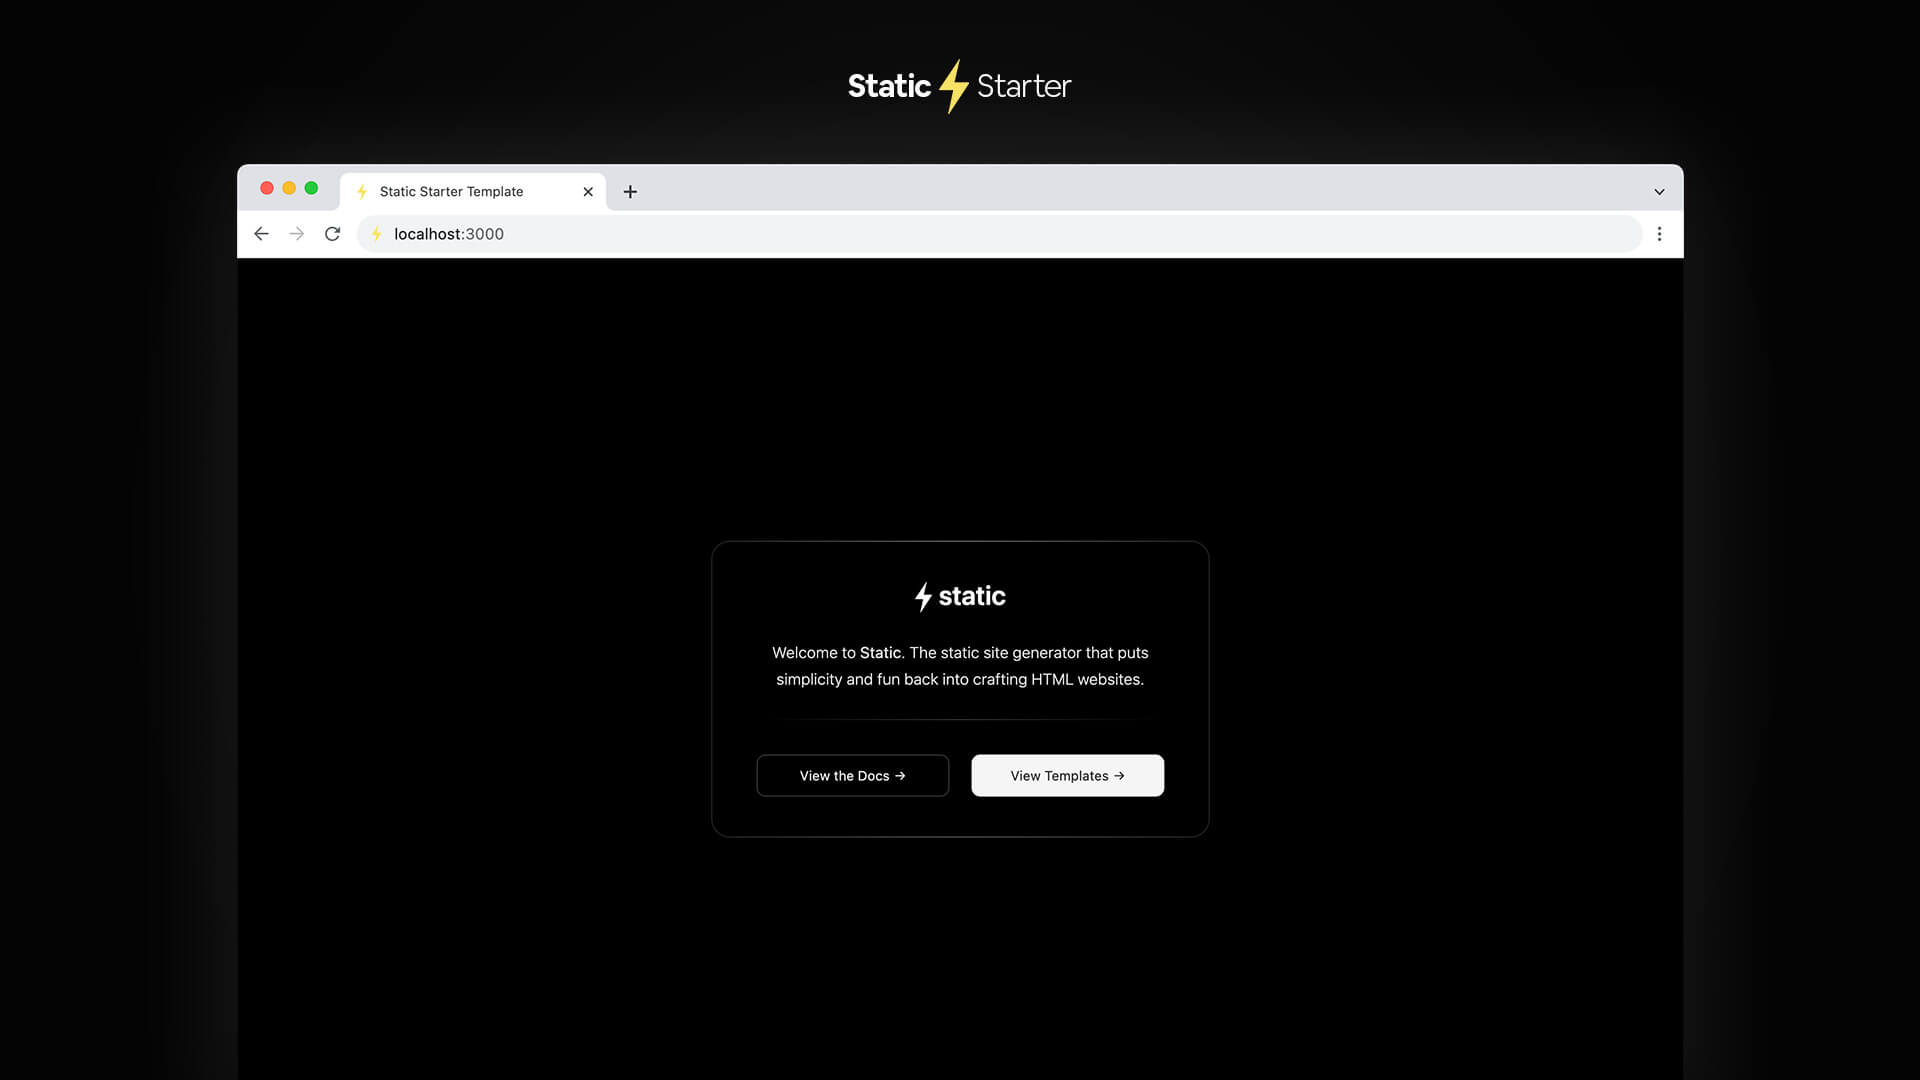 Static Starter
Static Starter Template
localhost:3000
static
Welcome to Static. The static site generator that puts
simplicity and fun back into crafting HTML websites.
View the Docs →
View Templates →